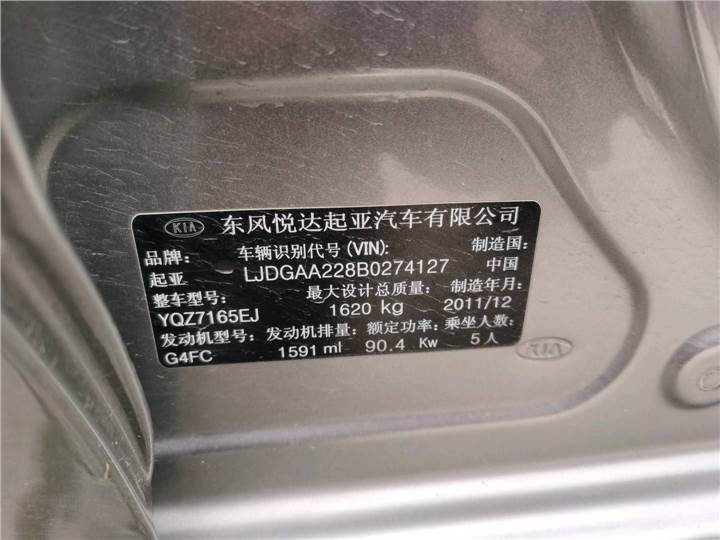 KIA 东风悦达起亚汽车有限公司
品牌: 车辆识别代号 (VIN): 制造国:
起亚 LJDGAA228B0274127 中国
整车型号: 最大设计总质量: 制造年月:
YQZ7165EJ 1620 kg 2011/12
发动机型号: 发动机排量: 额定功率: 乘坐人数:
G4FC 1591 ml 90.4 Kw 5人
KIA